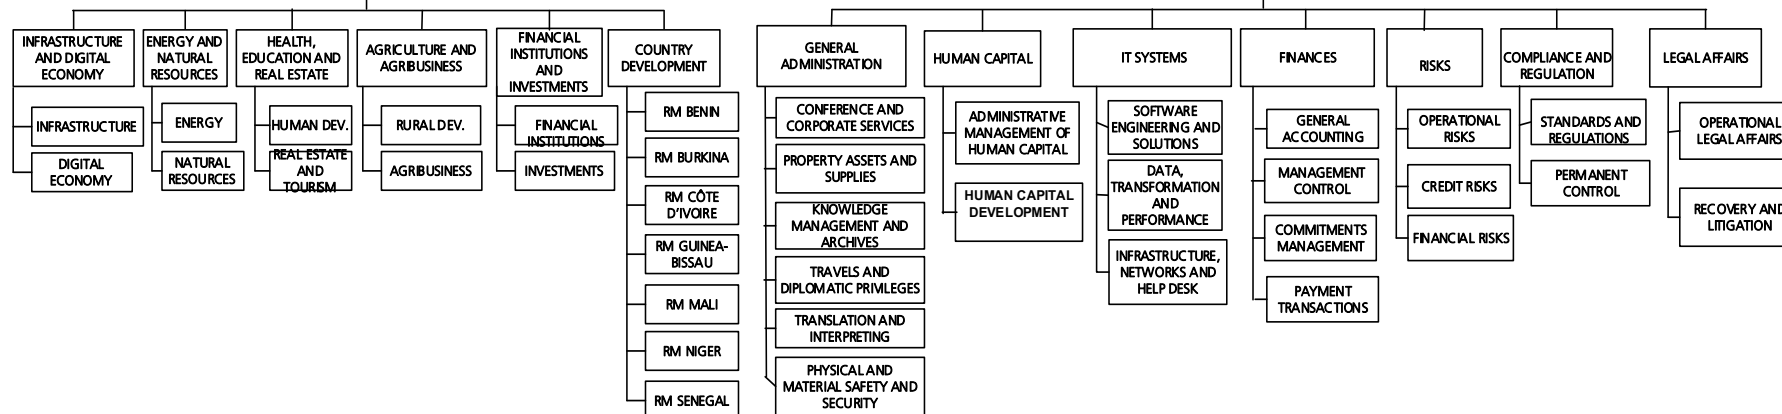 INFRASTRUCTURE
AND DIGITAL
ECONOMY
INFRASTRUCTURE
DIGITAL
ECONOMY
ENERGY AND
NATURAL
RESOURCES
ENERGY
NATURAL
RESOURCES
HEALTH,
EDUCATION AND
REAL ESTATE
HUMAN DEV.
REAL ESTATE
AND
TOURISM
AGRICULTURE AND
AGRIBUSINESS
RURAL DEV.
AGRIBUSINESS
FINANCIAL
INSTITUTIONS
AND
INVESTMENTS
FINANCIAL
INSTITUTIONS
INVESTMENTS
COUNTRY
DEVELOPMENT
RM BENIN
RM BURKINA
RM CÔTE
D'IVOIRE
RM GUINEA-
BISSAU
RM MALI
RM NIGER
RM SENEGAL
GENERAL
ADMINISTRATION
CONFERENCE AND
CORPORATE SERVICES
PROPERTY ASSETS AND
SUPPLIES
KNOWLEDGE
MANAGEMENT AND
ARCHIVES
TRAVELS AND
DIPLOMATIC PRIVILEGES
TRANSLATION AND
INTERPRETING
PHYSICAL AND
MATERIAL SAFETY AND
SECURITY
HUMAN CAPITAL
ADMINISTRATIVE
MANAGEMENT OF
HUMAN CAPITAL
HUMAN CAPITAL
DEVELOPMENT
IT SYSTEMS
SOFTWARE
ENGINEERING AND
SOLUTIONS
DATA,
TRANSFORMATION
AND
PERFORMANCE
INFRASTRUCTURE,
NETWORKS AND
HELP DESK
FINANCES
GENERAL
ACCOUNTING
MANAGEMENT
CONTROL
COMMITMENTS
MANAGEMENT
PAYMENT
TRANSACTIONS
RISKS
OPERATIONAL
RISKS
CREDIT RISKS
FINANCIAL RISKS
COMPLIANCE AND
REGULATION
STANDARDS AND
REGULATIONS
PERMANENT
CONTROL
LEGAL AFFAIRS
OPERATIONAL
LEGAL AFFAIRS
RECOVERY AND
LITIGATION